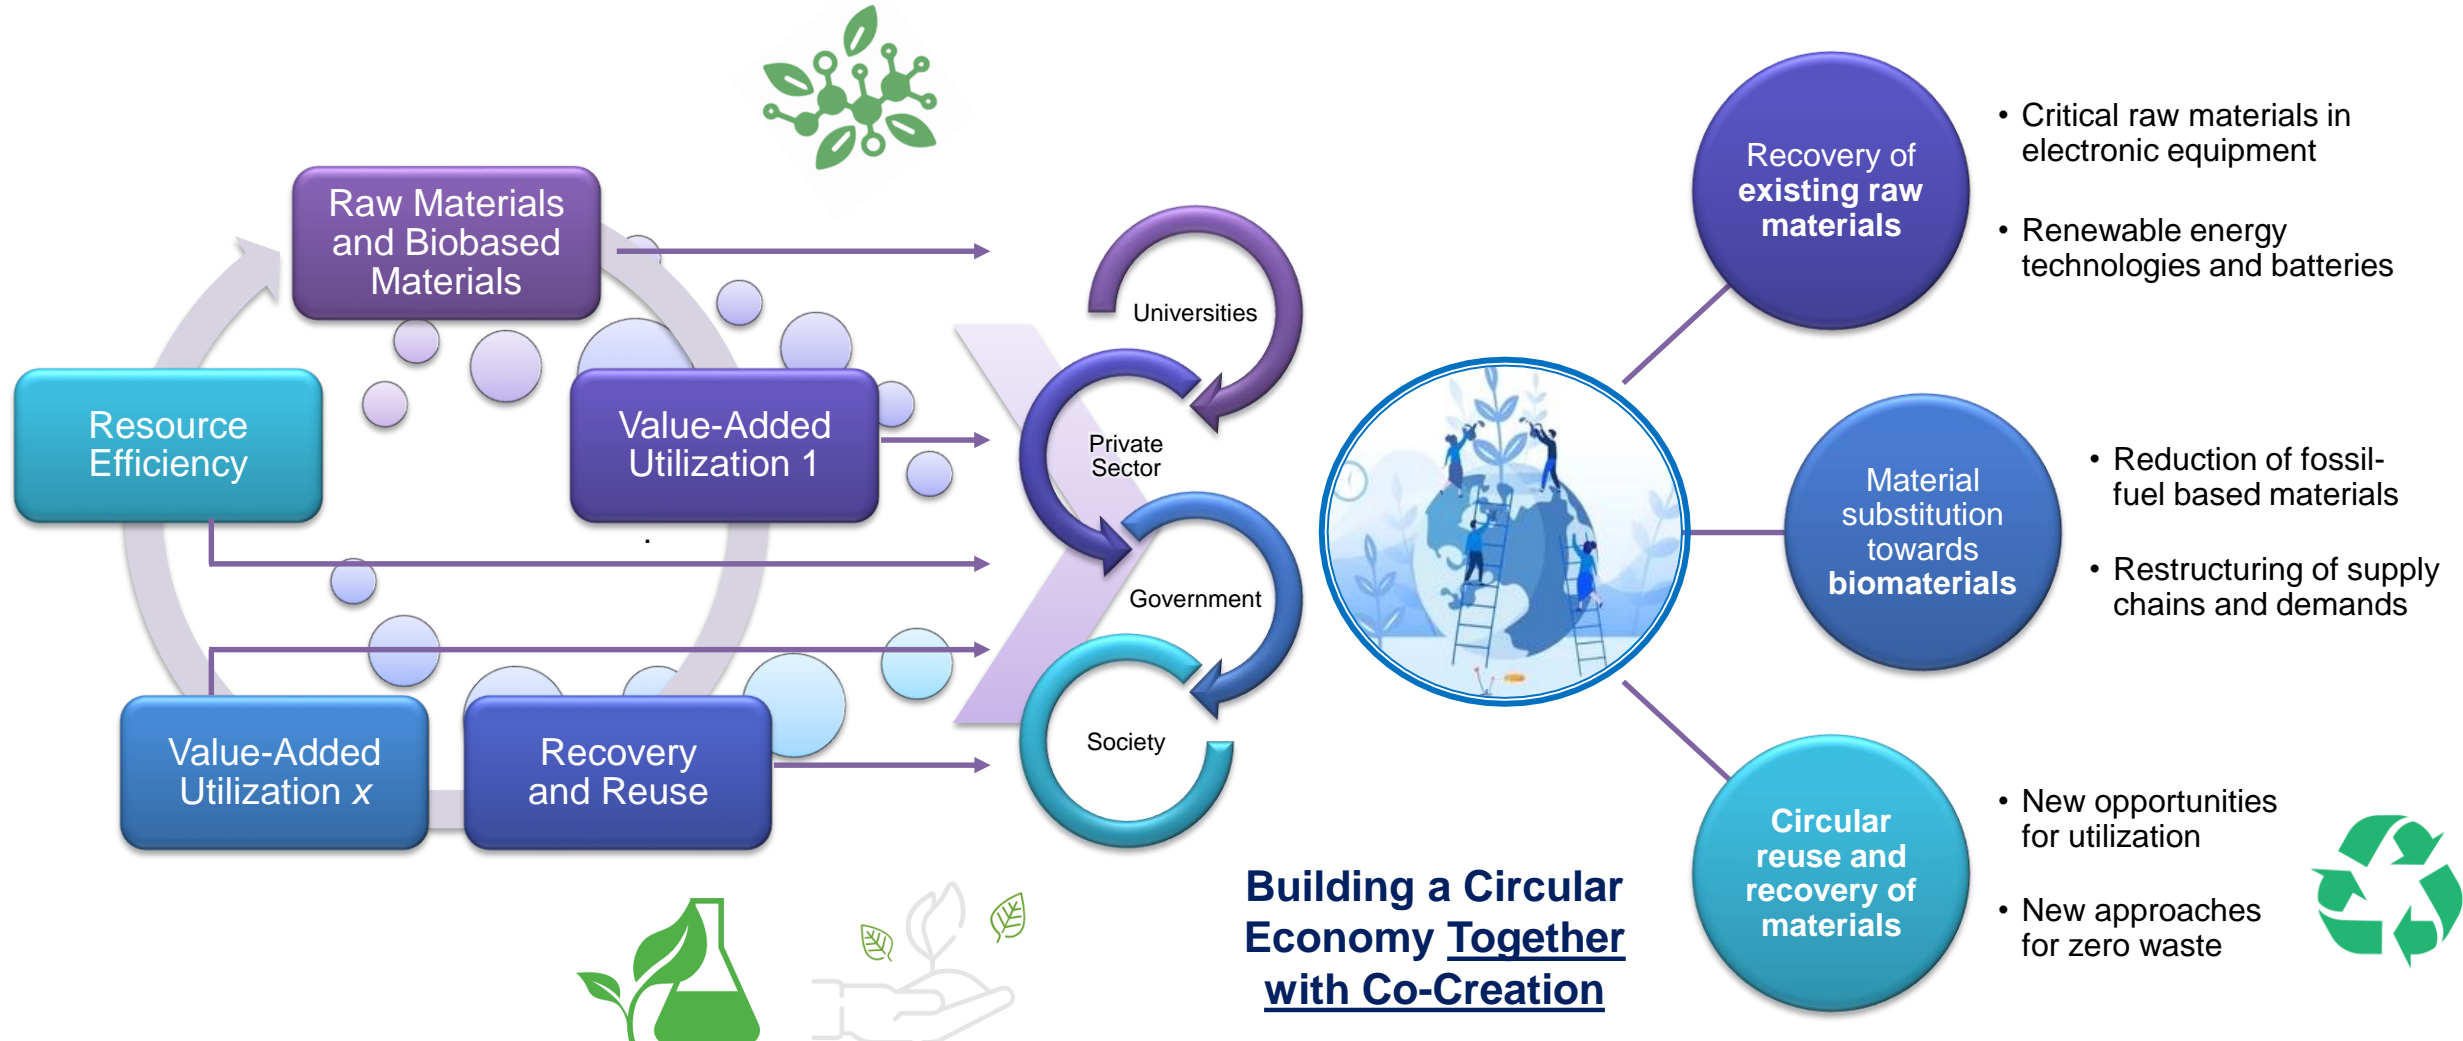 Raw Materials
and Biobased
Materials
Resource
Efficiency
Value-Added
Utilization 1
.
Value-Added
Utilization x
Recovery
and Reuse
Universities
Private
Sector
Government
Society
Building a Circular
Economy Together
with Co-Creation
Recovery of
existing raw
materials
• Critical raw materials in
electronic equipment
• Renewable energy
technologies and batteries
Material
substitution
towards
biomaterials
• Reduction of fossil-
fuel based materials
• Restructuring of supply
chains and demands
Circular
reuse and
recovery of
materials
• New opportunities
for utilization
• New approaches
for zero waste